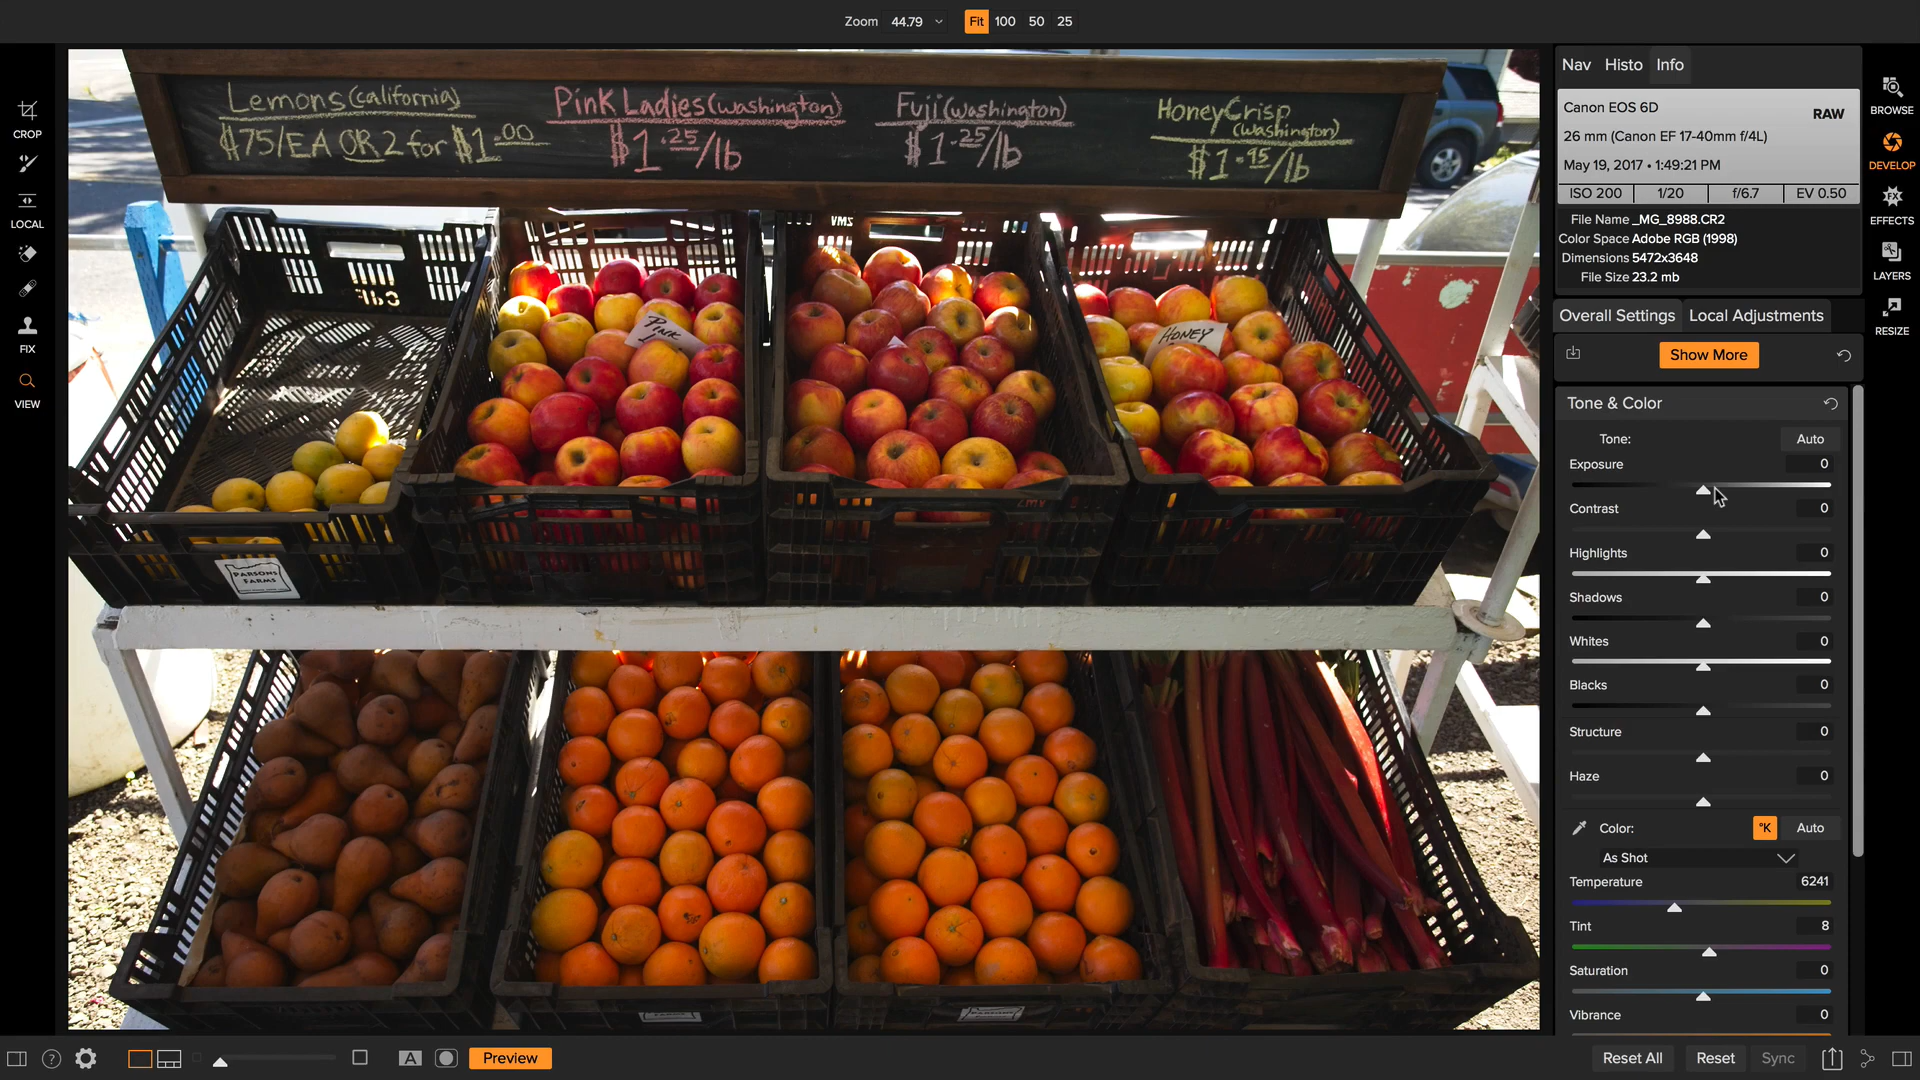 Zoom 44.79 Fit 100 50 25
CROP
LOCAL
FIX
VIEW
Lemons (california)
$75/EA OR 2 for $1.00
Pink Ladies (washington)
$1.25/lb
Fuji (washington)
$1.25/lb
HoneyCrisp
(washington)
$1.95/lb
PINK
HONEY
PARSONS
FARMS
Nav Histo Info
Canon EOS 6D RAW
26 mm (Canon EF 17-40mm f/4L)
May 19, 2017 • 1:49:21 PM
ISO 200 1/20 f/6.7 EV 0.50
File Name _MG_8988.CR2
Color Space Adobe RGB (1998)
Dimensions 5472x3648
File Size 23.2 mb
Overall Settings Local Adjustments
Show More
Tone & Color
Tone: Auto
Exposure 0
Contrast 0
Highlights 0
Shadows 0
Whites 0
Blacks 0
Structure 0
Haze 0
Color: °K Auto
As Shot
Temperature 6241
Tint 8
Saturation 0
Vibrance 0
BROWSE
DEVELOP
FX
EFFECTS
LAYERS
RESIZE
? A Preview
Reset All Reset Sync